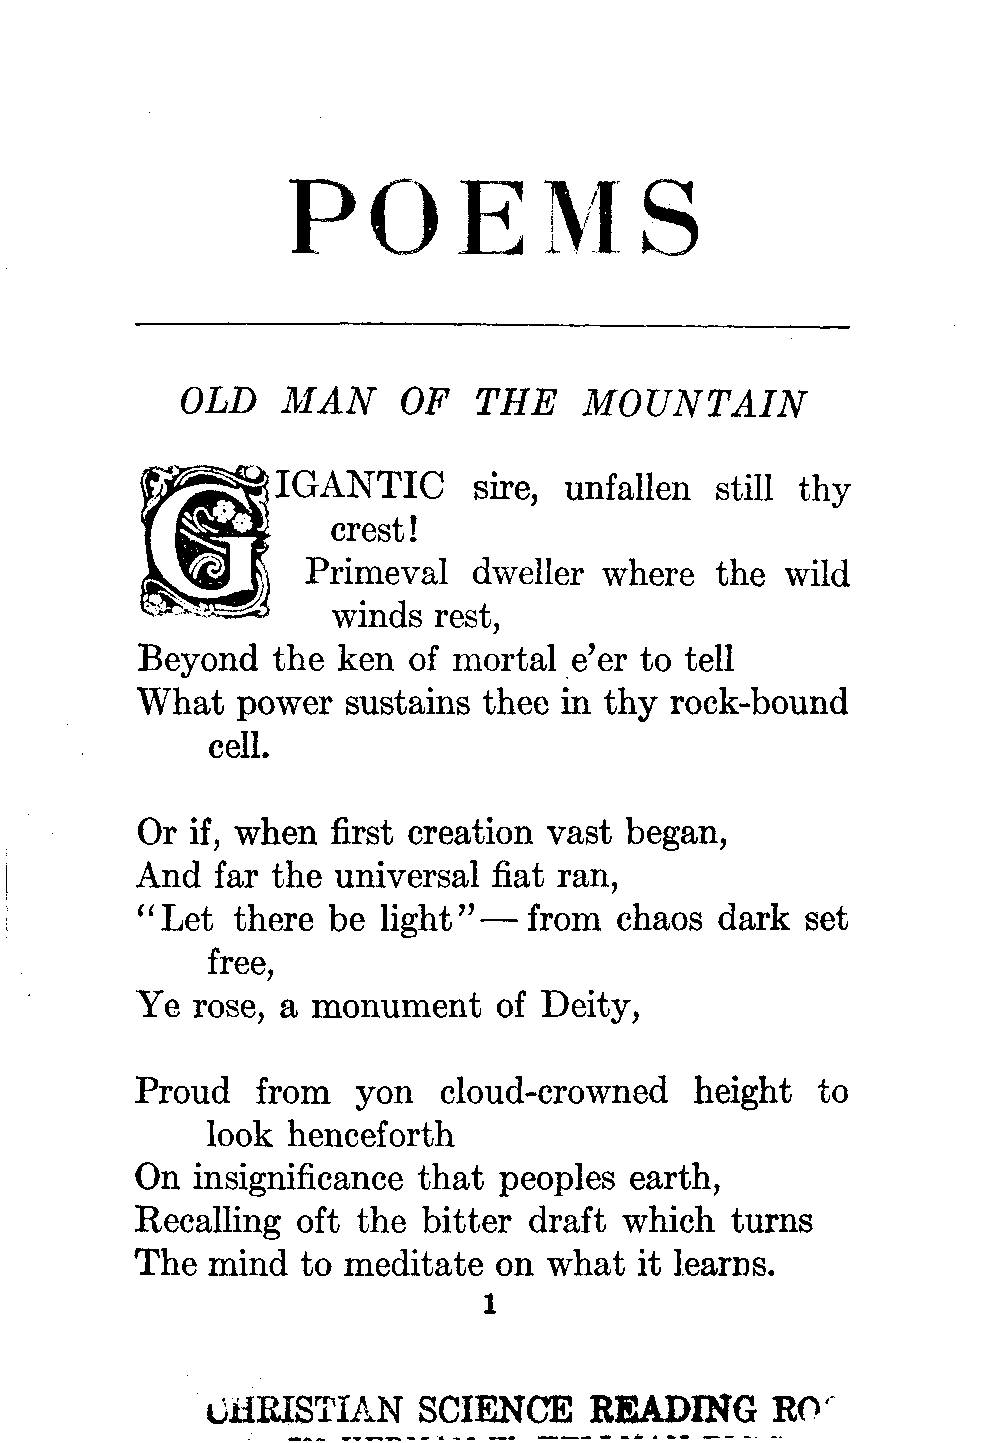 POEMS
OLD MAN OF THE MOUNTAIN
GIGANTIC sire, unfallen still thy
crest!
Primeval dweller where the wild
winds rest,
Beyond the ken of mortal e'er to tell
What power sustains thee in thy rock-bound
cell.
Or if, when first creation vast began,
And far the universal fiat ran,
"Let there be light"—from chaos dark set
free,
Ye rose, a monument of Deity,
Proud from yon cloud-crowned height to
look henceforth
On insignificance that peoples earth,
Recalling oft the bitter draft which turns
The mind to meditate on what it learns.
1
CHRISTIAN SCIENCE READING